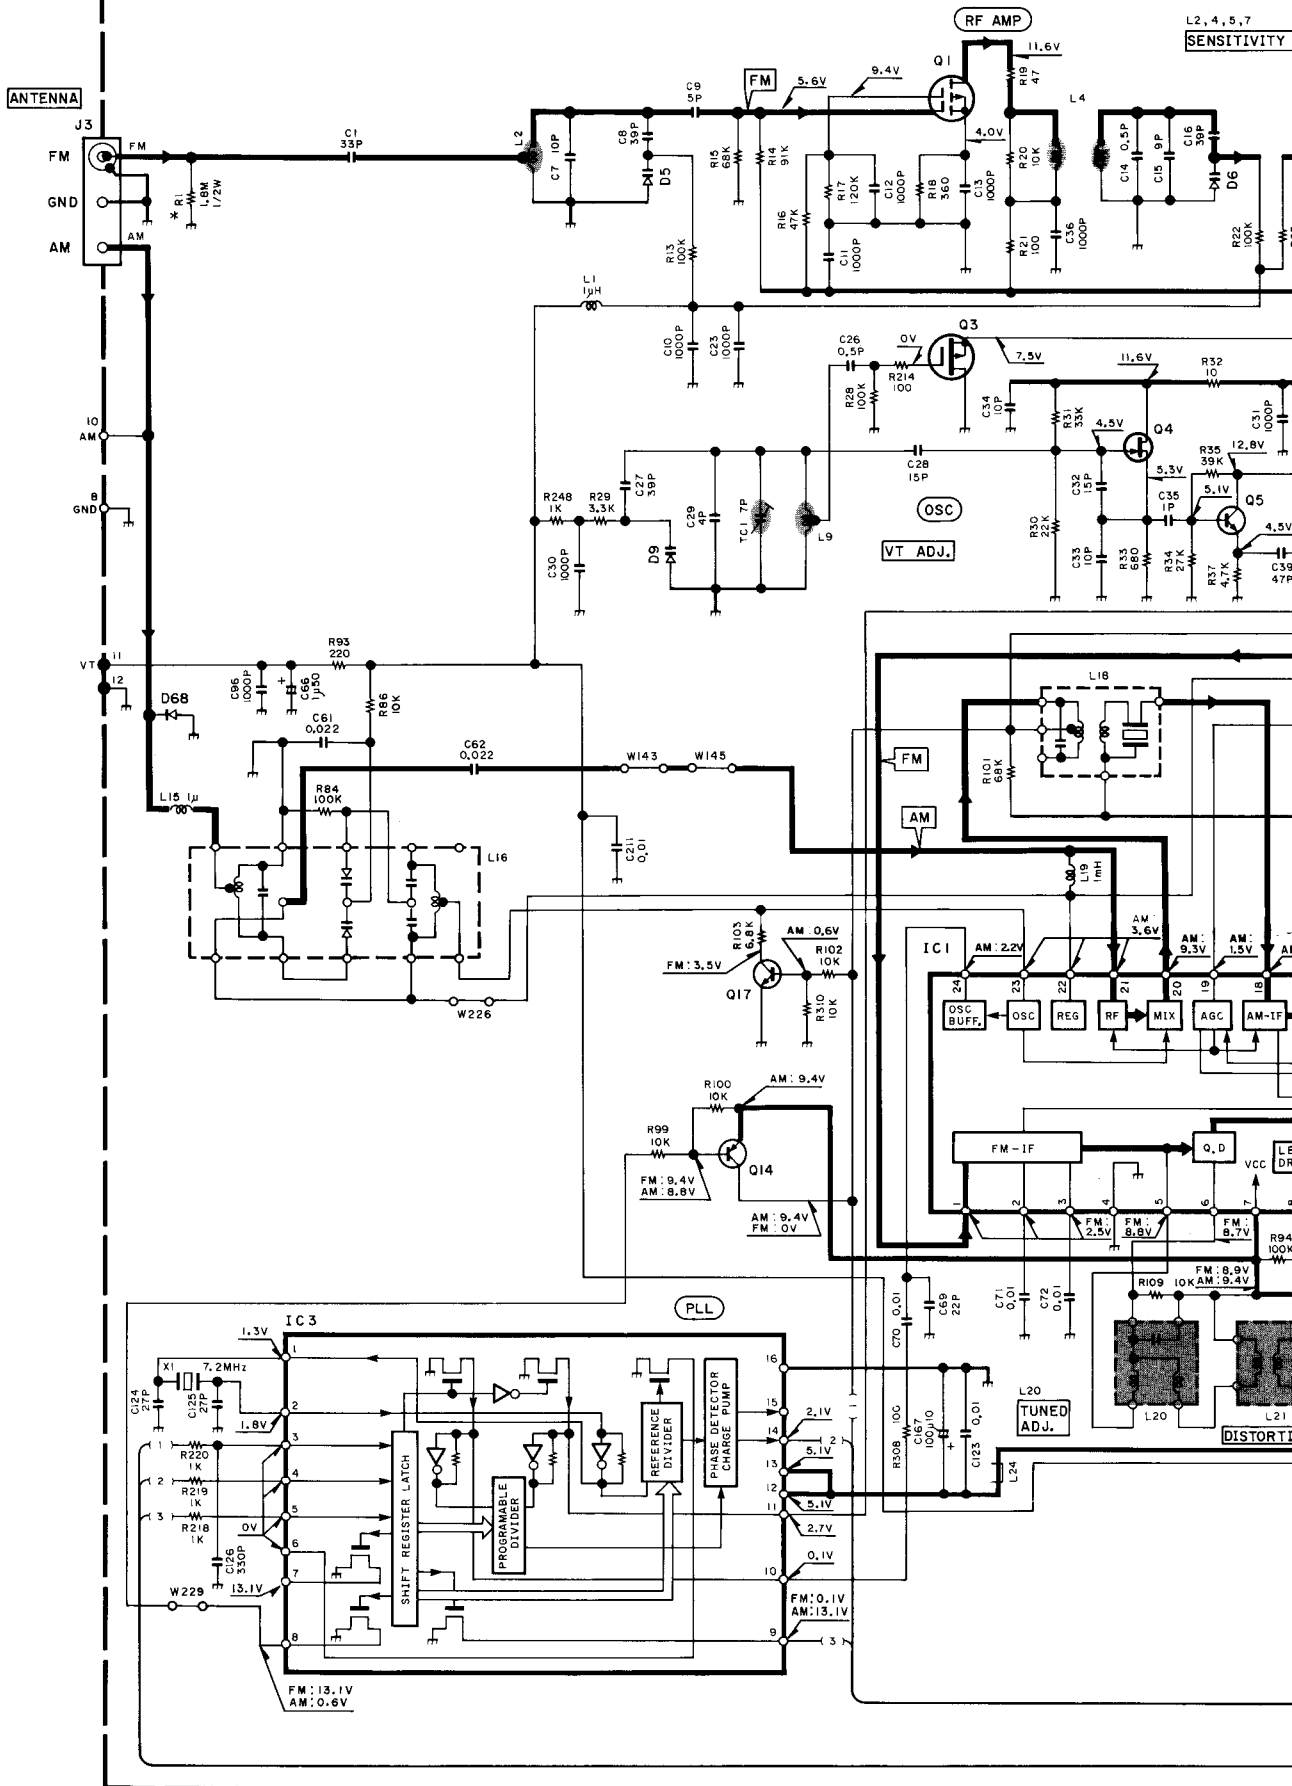 RF AMP
L2,4,5,7
SENSITIVITY
ANTENNA
J3
FM
GND
AM
FM
AM
* R1
1.8M
1/2W
C1
33P
L2
C7 10P
C8
39P
D5
C9
5P
FM
5.6V
9.4V
Q1
11.6V
R19
47
L4
4.0V
R15
68K
R14
91K
R17
120K
C12
1000P
R18
360
C13
1000P
R20
10K
C14 0.5P
C15 9P
C16
39P
D6
R16
47K
C11
1000P
R21
100
C36
1000P
R22
100K
R13
100K
L1
1μH
C10
1000P
C23
1000P
C26
0.5P
0V
Q3
7.5V
R28
100K
R214
100
C34
10P
11.6V
R32
10
R31
33K
C31
1000P
10
AM
8
GND
4.5V
Q4
R35
39K
12.8V
C28
15P
OSC
VT ADJ.
C27
39P
R248
1K
R29
3.3K
C30
1000P
D9
C29
4P
TC1 7P
L9
R30
22K
C32
15P
C33
10P
5.3V
C35
1P
R33
680
R34
27K
5.1V
Q5
4.5V
R37
4.7K
C39
47P
11
VT
12
C96
1000P
C66
1μ50
R93
220
R86
10K
D68
C61
0.022
C62
0.022
W143
W145
L15 1μ
R84
100K
L16
C211
0.01
FM
AM
L18
R101
68K
L19
1mH
W226
R103
6.8K
FM:3.5V
Q17
AM:0.6V
R102
10K
R310
10K
IC1
AM:2.2V
AM:
3.6V
AM:
9.3V
AM:
1.5V
24
23
22
21
20
19
18
OSC
BUFF.
OSC
REG
RF
MIX
AGC
AM-IF
R100
10K
AM:9.4V
R99
10K
Q14
FM:9.4V
AM:8.8V
AM:9.4V
FM:0V
FM-IF
Q.D
VCC
1
2
3
4
5
6
7
FM:
2.5V
FM:
8.8V
FM:
8.7V
R94
100K
FM:8.9V
AM:9.4V
R109 10K
C70 0.01
C69
22P
C71
0.01
C72
0.01
L20
L21
DISTORTI
L20
TUNED
ADJ.
PLL
IC3
1.3V
X1 7.2MHz
C124
27P
C125
27P
1.8V
R220
1K
R219
1K
R218
1K
0V
C126
330P
13.1V
W229
FM:13.1V
AM:0.6V
1
2
3
4
5
6
7
8
16
15
14
13
12
11
10
9
SHIFT REGISTER LATCH
PROGRAMABLE
DIVIDER
REFERENCE
DIVIDER
PHASE DETECTOR
CHARGE PUMP
2.1V
5.1V
5.1V
2.7V
0.1V
FM:0.1V
AM:13.1V
R308 100
C167
100μ10
C123 0.01
L24
( 1 )
( 2 )
( 3 )
( 1 )
( 2 )
( 3 )